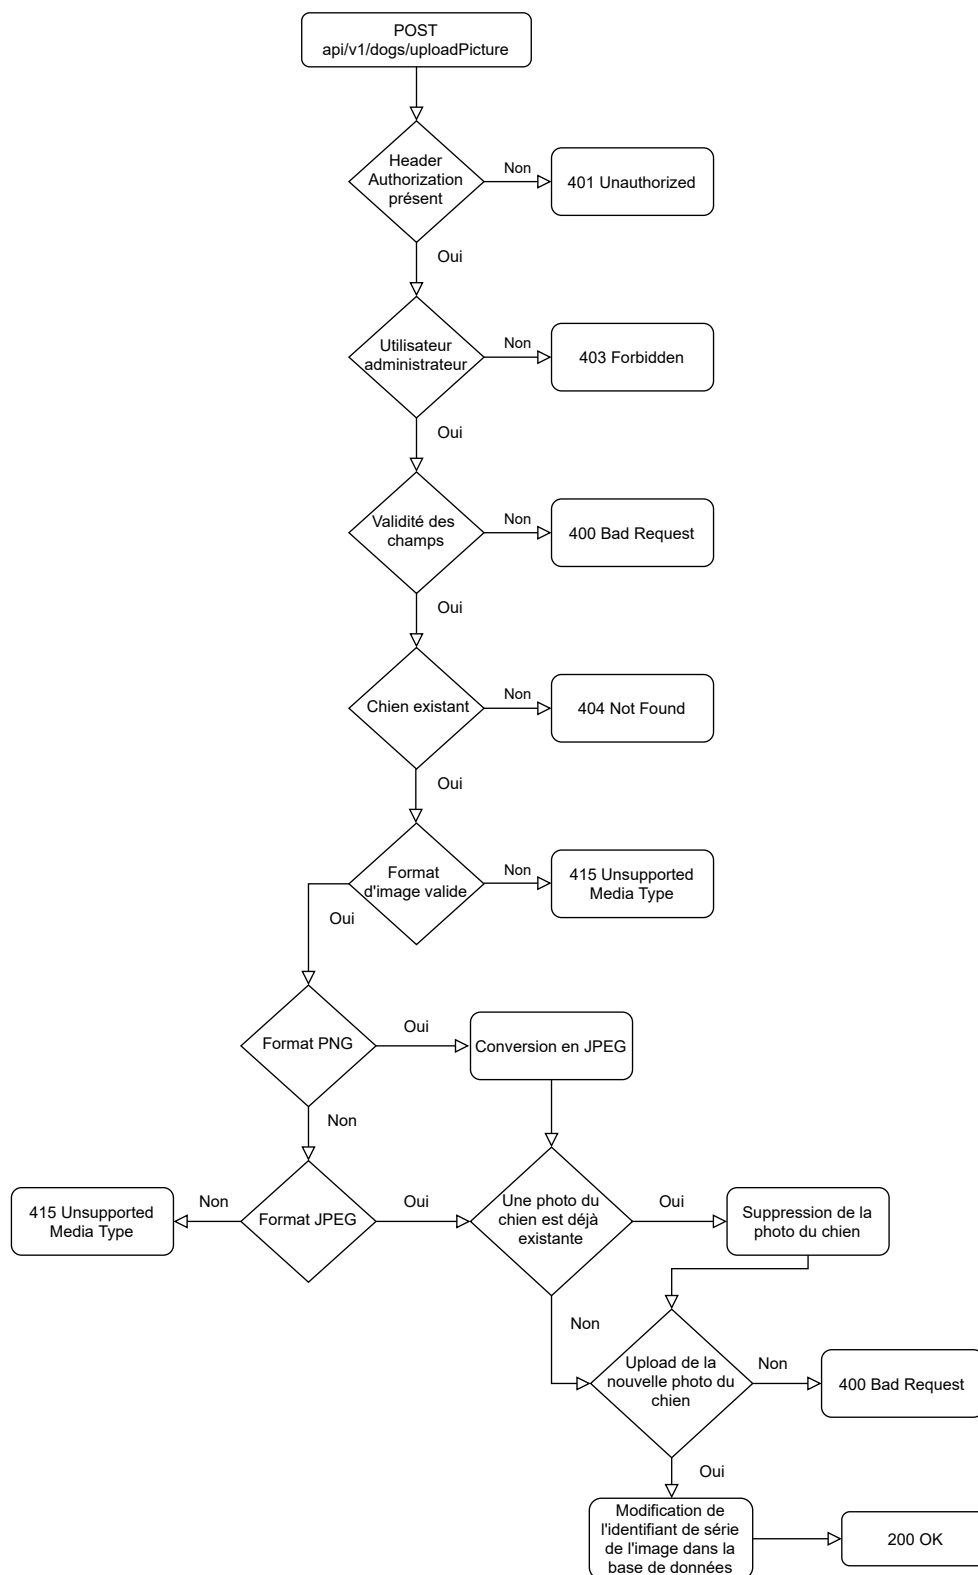 POST
api/v1/dogs/uploadPicture
Header
Authorization
présent
Non
401 Unauthorized
Oui
Utilisateur
administrateur
Non
403 Forbidden
Oui
Validité des
champs
Non
400 Bad Request
Oui
Chien existant
Non
404 Not Found
Oui
Format
d'image valide
Non
415 Unsupported
Media Type
Oui
Format PNG
Oui
Conversion en JPEG
Non
415 Unsupported
Media Type
Non
Format JPEG
Oui
Une photo du
chien est déjà
existante
Oui
Suppression de la
photo du chien
Non
Upload de la
nouvelle photo du
chien
Non
400 Bad Request
Oui
Modification de
l'identifiant de série
de l'image dans la
base de données
200 OK